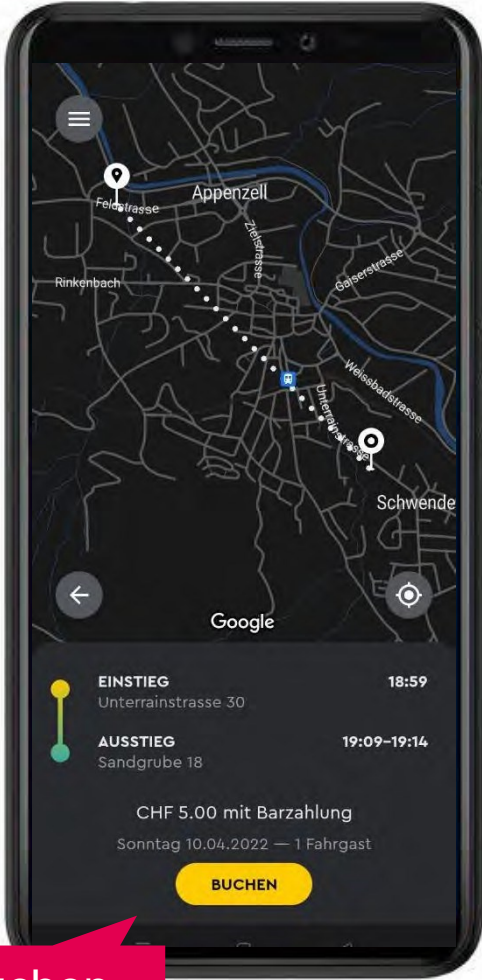 Appenzell
Feldstrasse
Zielstrasse
Rinkenbach
Gaiserstrasse
Weissbadstrasse
Unterrainstrasse
Schwende
Google
EINSTIEG 18:59
Unterrainstrasse 30
AUSSTIEG 19:09–19:14
Sandgrube 18
CHF 5.00 mit Barzahlung
Sonntag 10.04.2022 — 1 Fahrgast
BUCHEN